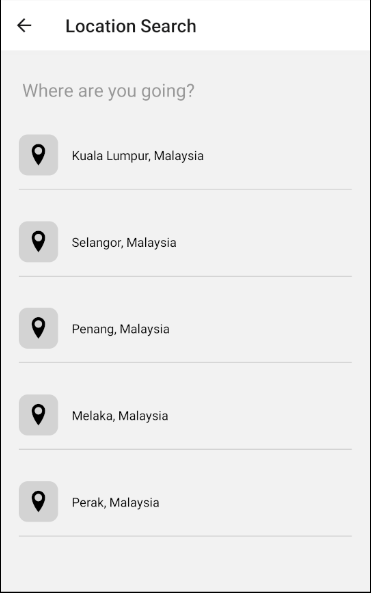 Location Search
Where are you going?
Kuala Lumpur, Malaysia
Selangor, Malaysia
Penang, Malaysia
Melaka, Malaysia
Perak, Malaysia